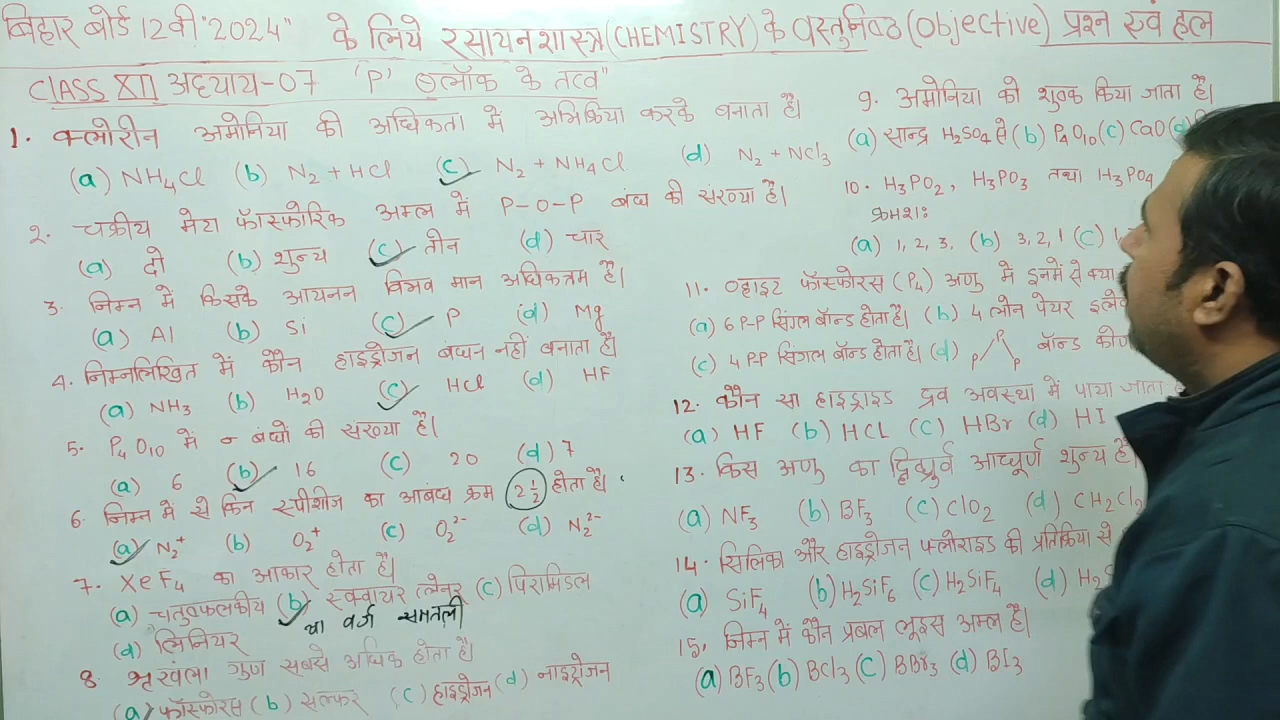 बिहार बोर्ड 12वी "2024" के लिये रसायनशास्त्र (CHEMISTRY) के वस्तुनिष्ठ (Objective) प्रश्न एवं हल
CLASS XII अध्याय-07 'P' ब्लॉक के तत्व"
1. क्लोरीन अमोनिया की अधिकता में अभिक्रिया करके बनाता है।
(a) NH4Cl (b) N2 + HCl (c) N2 + NH4Cl (d) N2 + NCl3
2. चक्रीय मेटा फॉस्फोरिक अम्ल में P-O-P बंध की संख्या है।
(a) दो (b) शुन्य (c) तीन (d) चार
3. निम्न में किसके आयनन विभव मान अधिकतम है।
(a) Al (b) Si (c) P (d) Mg
4. निम्नलिखित में कौन हाइड्रोजन बंधन नहीं बनाता है।
(a) NH3 (b) H2O (c) HCl (d) HF
5. P4O10 में σ बंधो की संख्या है।
(a) 6 (b) 16 (c) 20 (d) 7
6. निम्न में से किन स्पीशीज का आबंध क्रम 2 1/2 होता है।
(a) N2+ (b) O2+ (c) O2 2- (d) N2 2-
7. XeF4 का आकार होता है।
(a) चतुष्फलकीय (b) स्क्वायर प्लेनर (c) पिरामिडल
या वर्ग समतली
(d) लिनियर
8. श्रृखंला गुण सबसे अधिक होता है।
(a) फॉस्फोरस (b) सल्फर (c) हाइड्रोजन (d) नाइट्रोजन
9. अमोनिया को शुष्क किया जाता है।
(a) सान्द्र H2SO4 से (b) P4O10 (c) CaO (d)
10. H3PO2, H3PO3 तथा H3PO4
क्रमशः
(a) 1, 2, 3, (b) 3, 2, 1 (c) 1,
11. व्हाइट फॉस्फोरस (P4) अणु में इनमें से क्या
(a) 6 P-P सिंगल बॉन्ड होता है। (b) 4 लोन पेयर
(c) 4 P-P सिंगल बॉन्ड होता है। (d) P P P बॉन्ड
12. कौन सा हाइड्राइड द्रव अवस्था में पाया जाता
(a) HF (b) HCL (c) HBr (d) HI
13. किस अणु का द्विध्रुर्व आघूर्ण शुन्य है।
(a) NF3 (b) BF3 (c) ClO2 (d) CH2Cl2
14. सिलिका और हाइड्रोजन फ्लोराइड की प्रतिक्रिया से
(a) SiF4 (b) H2SiF6 (c) H2SiF4 (d)
15. निम्न में कौन प्रबल लूइस अम्ल है।
(a) BF3 (b) BCl3 (c) BBr3 (d) BI3